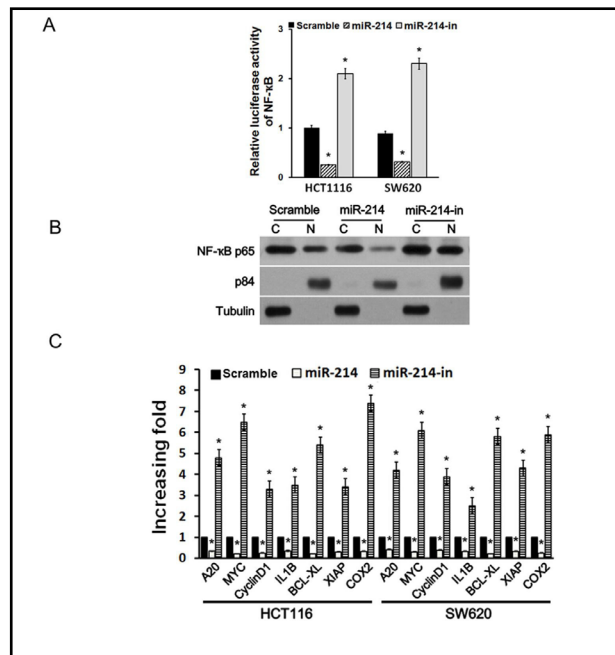 A
Scramble miR-214 miR-214-in
Relative luciferase activity
of NF-κB
3
2
1
0
* * * *
HCT1116 SW620
B
Scramble miR-214 miR-214-in
C N C N C N
NF-κB p65
p84
Tubulin
C
Scramble miR-214 miR-214-in
Increasing fold
9
8
7
6
5
4
3
2
1
0
* * * * * * * * * * * * * *
* * * * * * * * * * * * * *
A20 MYC CyclinD1 IL1B BCL-XL XIAP COX2 A20 MYC CyclinD1 IL1B BCL-XL XIAP COX2
HCT116 SW620